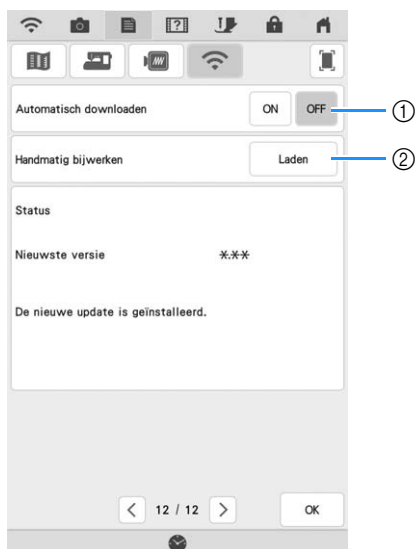 Automatisch downloaden ON OFF ①
Handmatig bijwerken Laden ②
Status
Nieuwste versie *.**
De nieuwe update is geïnstalleerd.
12 / 12 OK